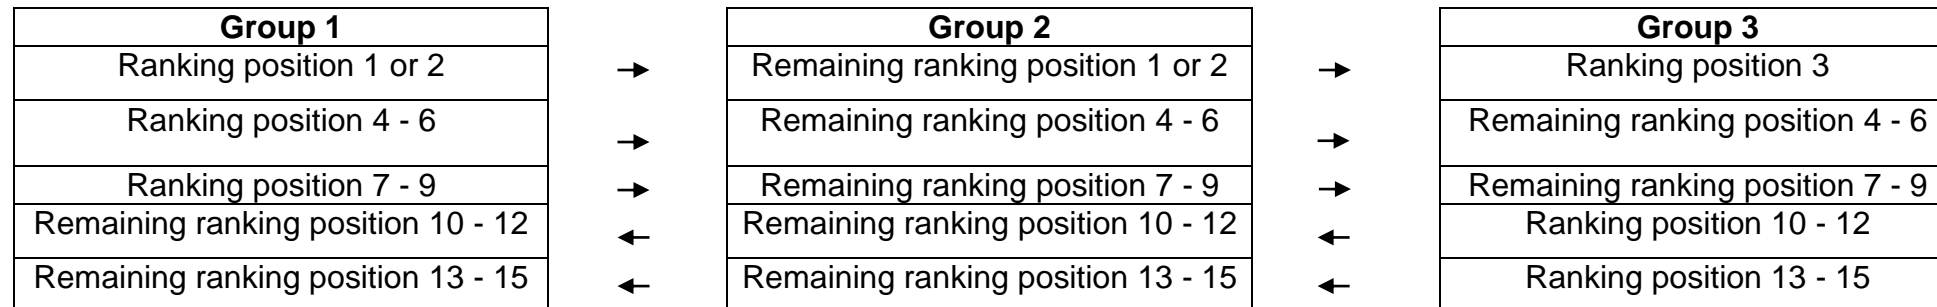 Group 1 → Group 2 → Group 3
Ranking position 1 or 2 → Remaining ranking position 1 or 2 → Ranking position 3
Ranking position 4 - 6 → Remaining ranking position 4 - 6 → Remaining ranking position 4 - 6
Ranking position 7 - 9 → Remaining ranking position 7 - 9 → Remaining ranking position 7 - 9
Remaining ranking position 10 - 12 ← Remaining ranking position 10 - 12 ← Ranking position 10 - 12
Remaining ranking position 13 - 15 ← Remaining ranking position 13 - 15 ← Ranking position 13 - 15